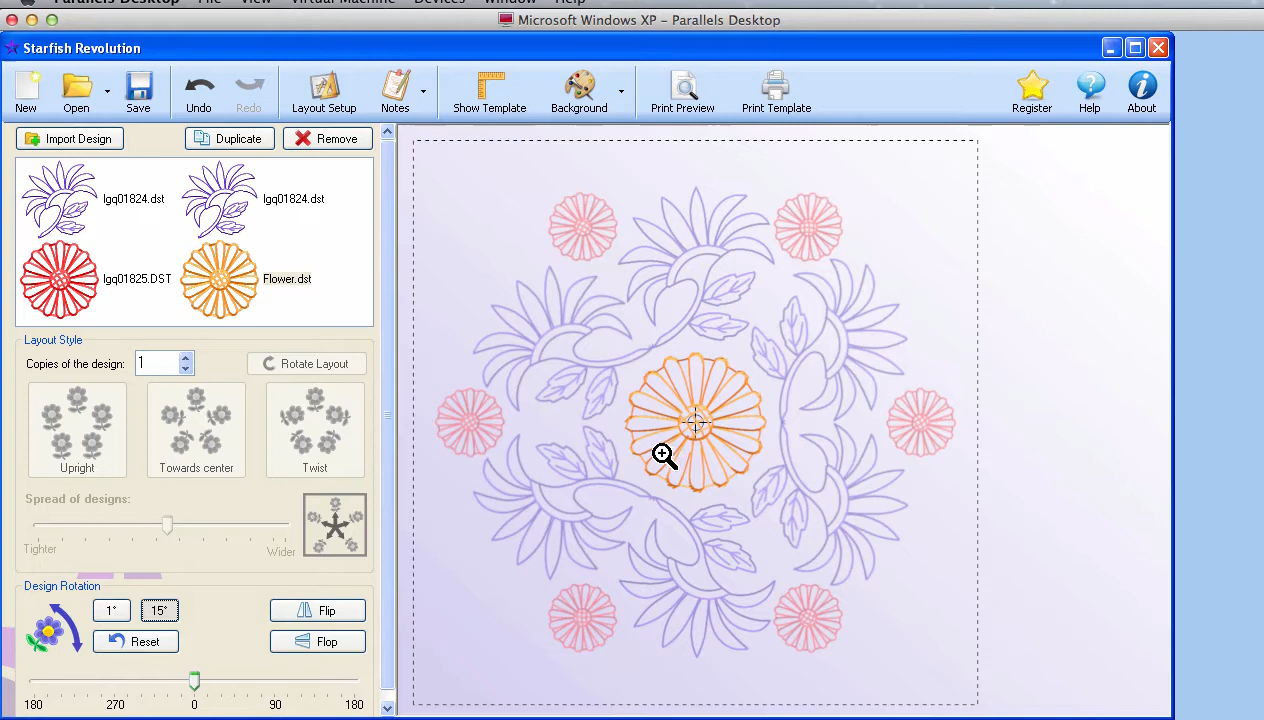 Parallels Desktop File View Virtual Machine Devices Window Help
Microsoft Windows XP – Parallels Desktop
Starfish Revolution
New Open Save Undo Redo Layout Setup Notes Show Template Background Print Preview Print Template Register Help About
Import Design Duplicate Remove
lgq01824.dst lgq01824.dst
lgq01825.DST Flower.dst
Layout Style
Copies of the design: 1 Rotate Layout
Upright Towards center Twist
Spread of designs:
Tighter Wider
Design Rotation
1° 15° Flip
Reset Flop
180 270 0 90 180